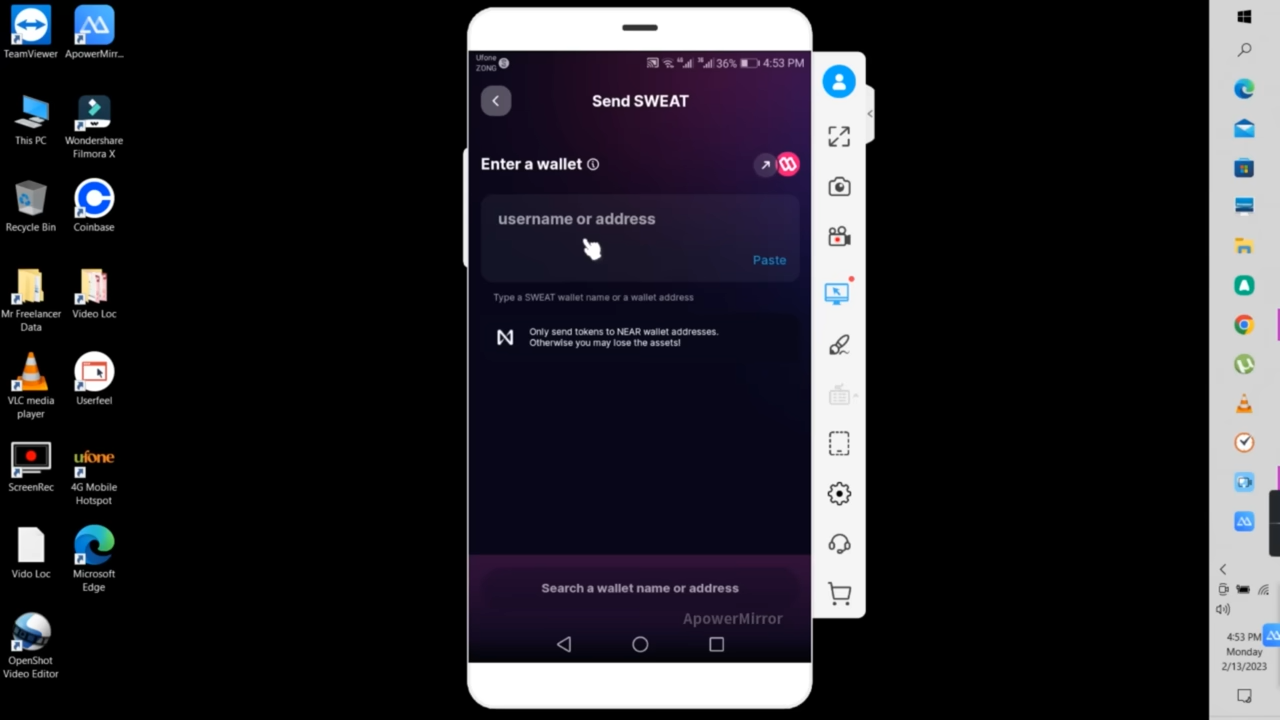 TeamViewer
ApowerMirr...
This PC
Wondershare
Filmora X
Recycle Bin
Coinbase
Mr Freelancer
Data
Video Loc
VLC media
player
Userfeel
ScreenRec
ufone
4G Mobile
Hotspot
Vido Loc
Microsoft
Edge
OpenShot
Video Editor
Ufone
ZONG
36%
4:53 PM
Send SWEAT
Enter a wallet
username or address
Paste
Type a SWEAT wallet name or a wallet address
Only send tokens to NEAR wallet addresses.
Otherwise you may lose the assets!
Search a wallet name or address
ApowerMirror
4:53 PM
Monday
2/13/2023